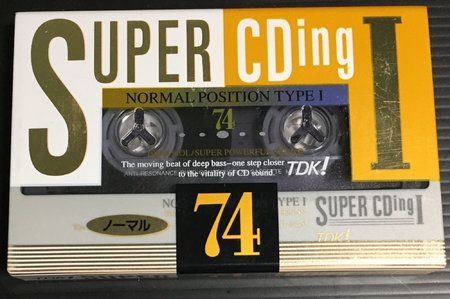 SUPER CDing I
NORMAL POSITION TYPE I
74
The moving beat of deep bass—one step closer
to the vitality of CD sound.
TDK!
ノーマル
74
SUPER CDing I
TDK!